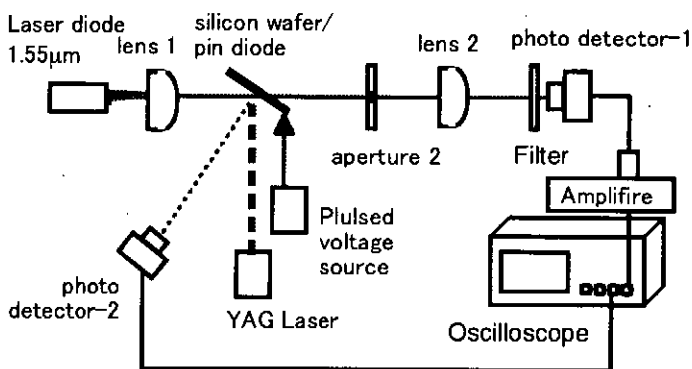 Laser diode
1.55μm
lens 1
silicon wafer/
pin diode
lens 2
photo detector-1
aperture 2
Filter
Amplifire
Plulsed
voltage
source
photo
detector-2
YAG Laser
Oscilloscope